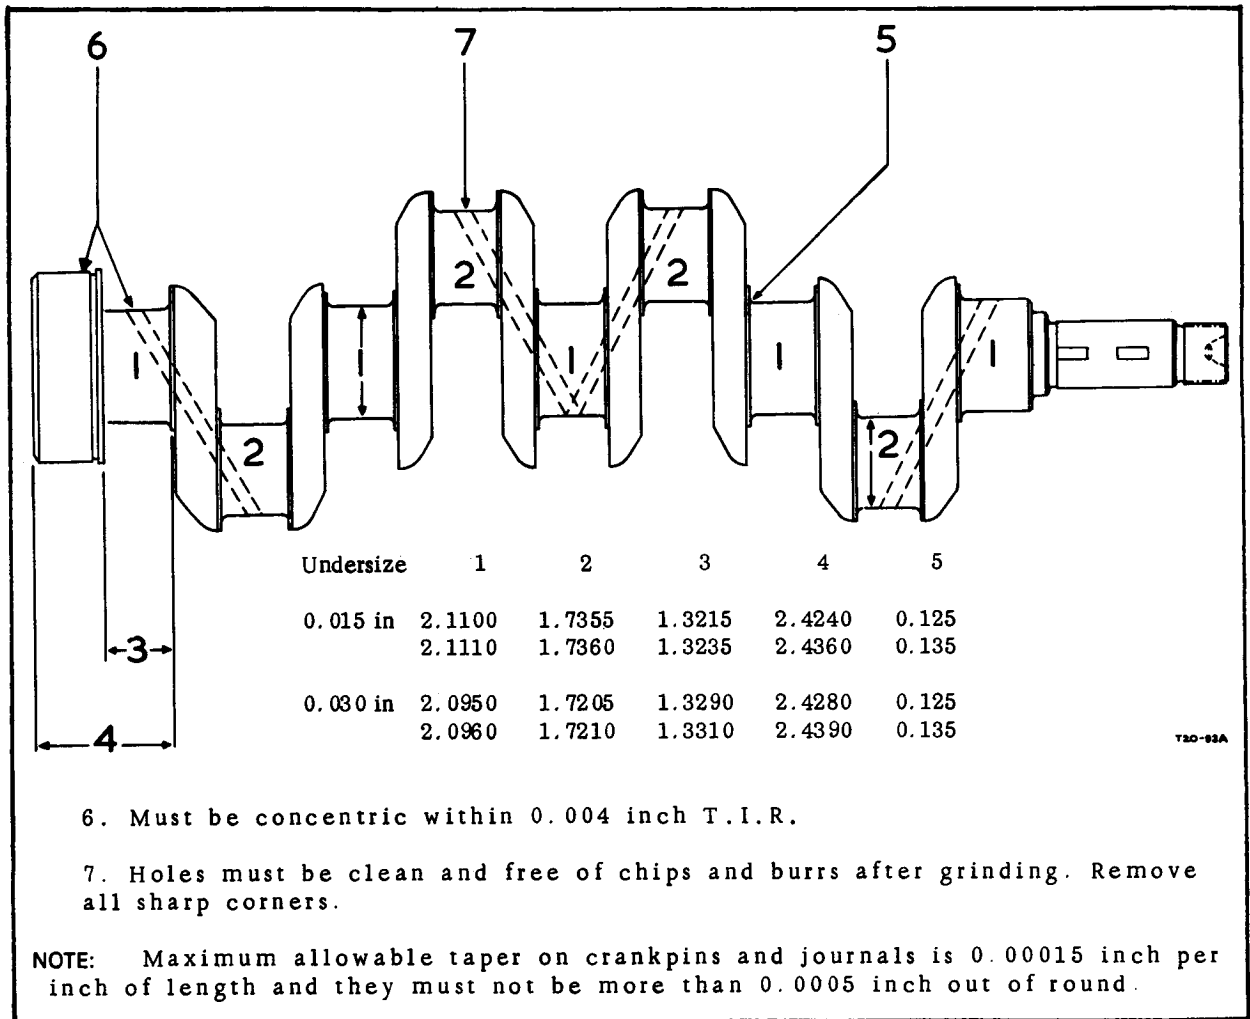 6 7 5
2 2
1 1 1 1 1
2 2
Undersize 1 2 3 4 5
0.015 in 2.1100 1.7355 1.3215 2.4240 0.125
2.1110 1.7360 1.3235 2.4360 0.135
3
0.030 in 2.0950 1.7205 1.3290 2.4280 0.125
2.0960 1.7210 1.3310 2.4390 0.135
4
T20-93A
6. Must be concentric within 0.004 inch T.I.R.
7. Holes must be clean and free of chips and burrs after grinding. Remove
all sharp corners.
NOTE: Maximum allowable taper on crankpins and journals is 0.00015 inch per
inch of length and they must not be more than 0.0005 inch out of round.